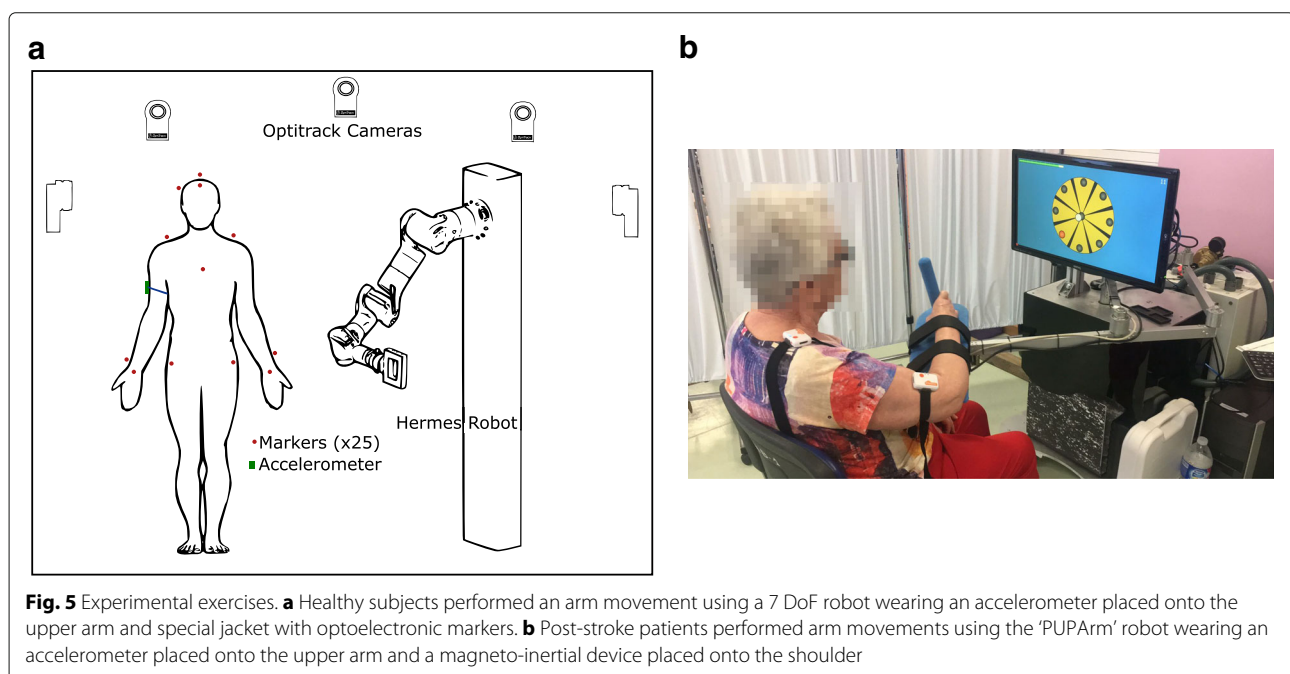 a
b
Optitrack Cameras
Hermes Robot
Markers (x25)
Accelerometer
Fig. 5 Experimental exercises. a Healthy subjects performed an arm movement using a 7 DoF robot wearing an accelerometer placed onto the
upper arm and special jacket with optoelectronic markers. b Post-stroke patients performed arm movements using the ‘PUPArm’ robot wearing an
accelerometer placed onto the upper arm and a magneto-inertial device placed onto the shoulder